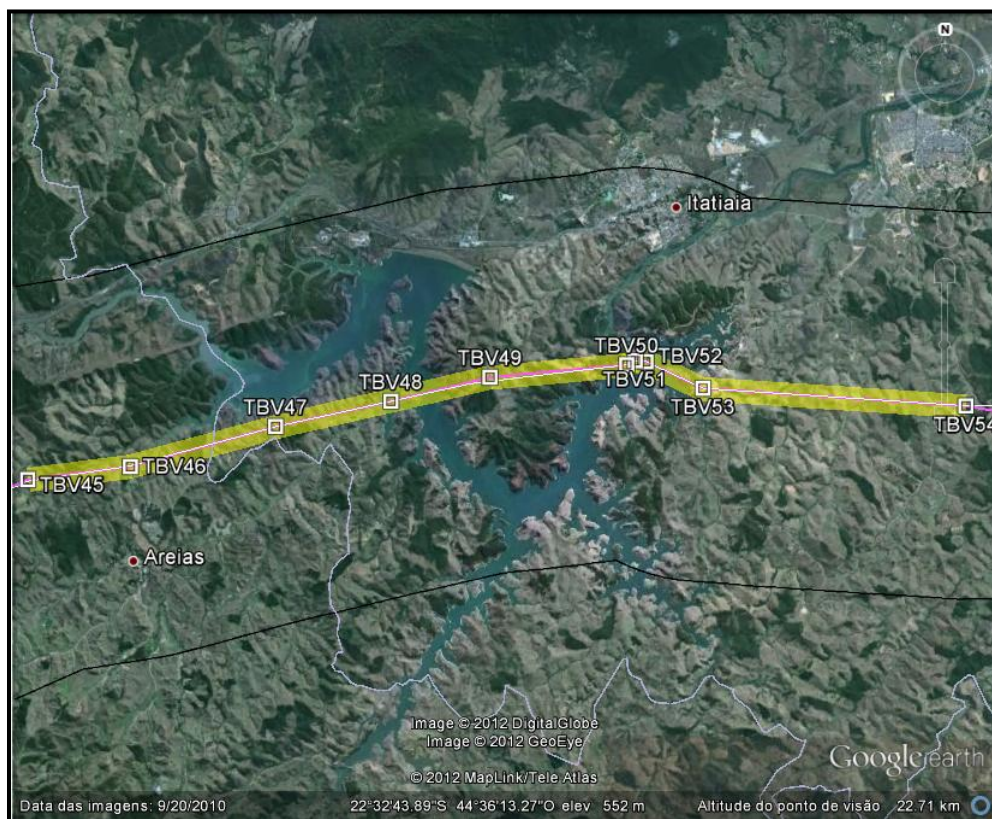 N
Itatiaia
TBV50
TBV49
TBV52
TBV51
TBV48
TBV53
TBV47
TBV54
TBV46
TBV45
Areias
Image © 2012 DigitalGlobe
Image © 2012 GeoEye
© 2012 MapLink/Tele Atlas
Google earth
Data das imagens: 9/20/2010 22°32'43.89"S 44°36'13.27"O elev 552 m Altitude do ponto de visão 22.71 km